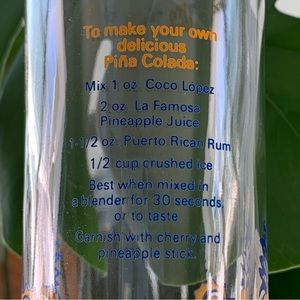 To make your own
delicious
Piña Colada:
Mix 1 oz. Coco López
2 oz. La Famosa
Pineapple Juice
1-1/2 oz. Puerto Rican Rum
1/2 cup crushed ice
Best when mixed in
a blender for 30 seconds
or to taste
Garnish with cherry and
pineapple stick.